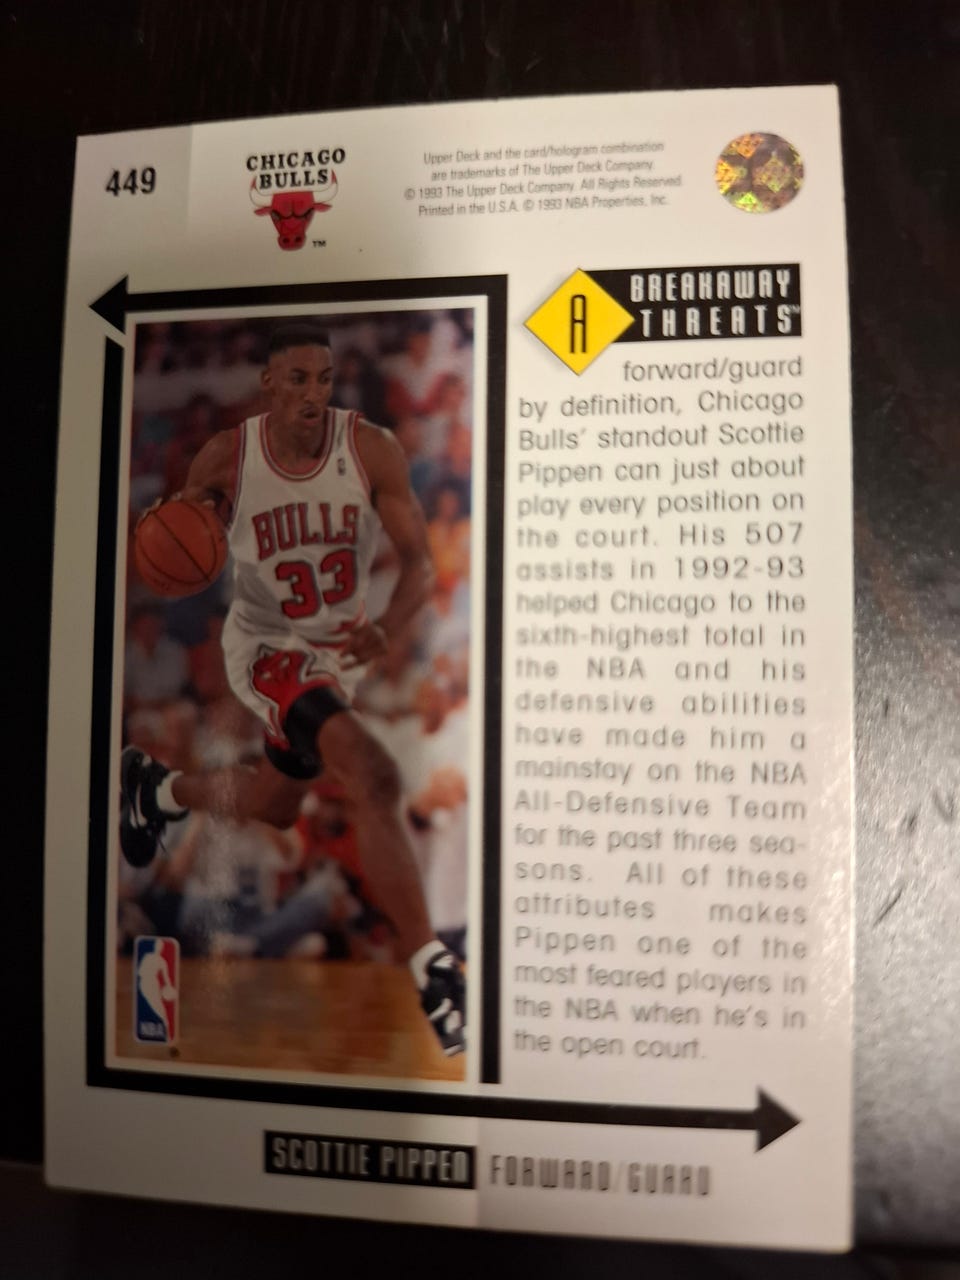 449
CHICAGO
BULLS
TM
Upper Deck and the card/hologram combination
are trademarks of The Upper Deck Company.
© 1993 The Upper Deck Company. All Rights Reserved.
Printed in the U.S.A. © 1993 NBA Properties, Inc.
BREAKAWAY
THREATS™
A
forward/guard
by definition, Chicago
Bulls' standout Scottie
Pippen can just about
play every position on
the court. His 507
assists in 1992-93
helped Chicago to the
sixth-highest total in
the NBA and his
defensive abilities
have made him a
mainstay on the NBA
All-Defensive Team
for the past three sea-
sons. All of these
attributes makes
Pippen one of the
most feared players in
the NBA when he's in
the open court.
BULLS
33
NBA
®
SCOTTIE PIPPEN FORWARD/GUARD